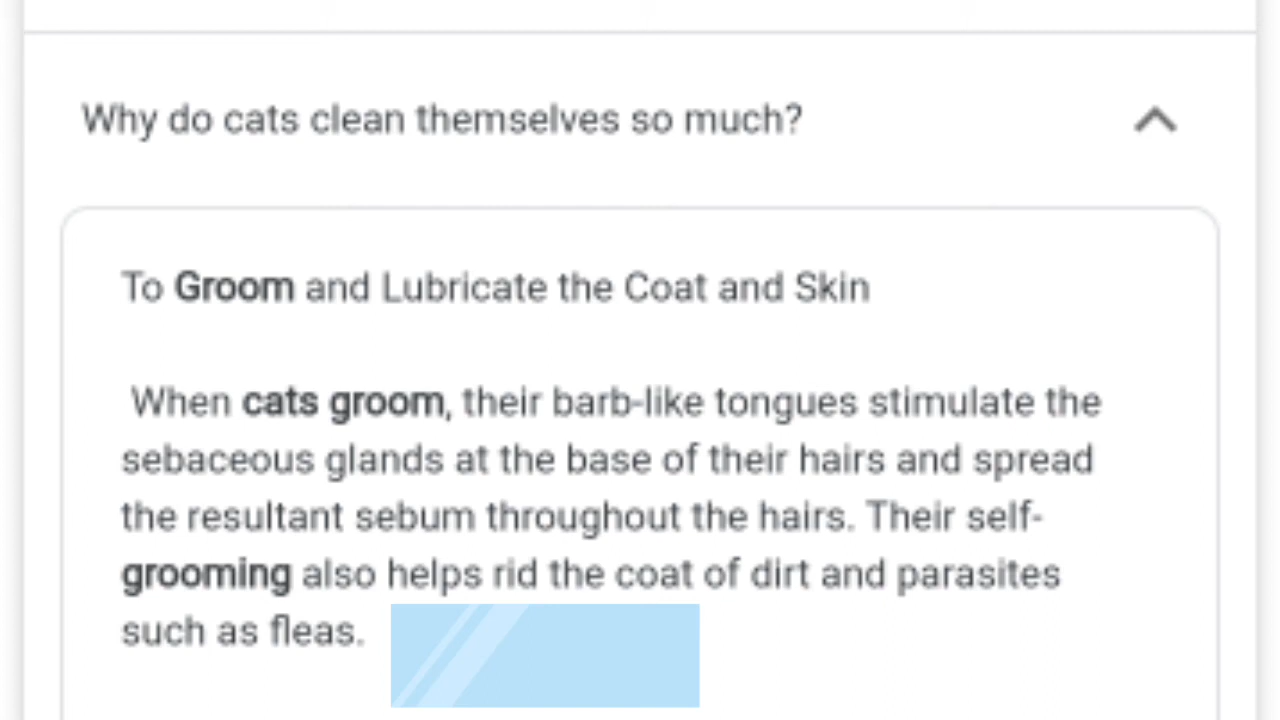 Why do cats clean themselves so much?
To Groom and Lubricate the Coat and Skin
When cats groom, their barb-like tongues stimulate the
sebaceous glands at the base of their hairs and spread
the resultant sebum throughout the hairs. Their self-
grooming also helps rid the coat of dirt and parasites
such as fleas.